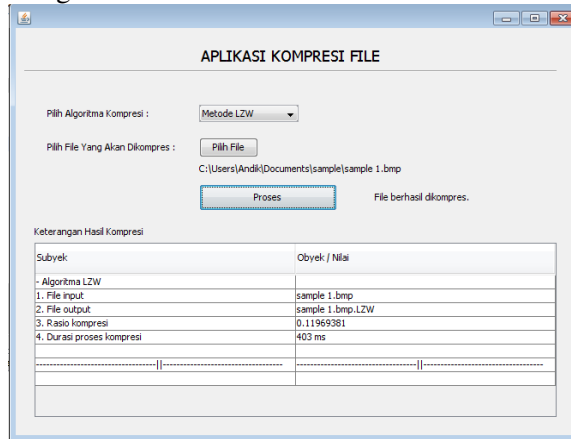 APLIKASI KOMPRESI FILE
Pilih Algoritma Kompresi : Metode LZW
Pilih File Yang Akan Dikompres : Pilih File
C:\Users\Andik\Documents\sample\sample 1.bmp
Proses File berhasil dikompres.
Keterangan Hasil Kompresi
Subyek Obyek / Nilai
- Algoritma LZW
1. File input sample 1.bmp
2. File output sample 1.bmp.LZW
3. Rasio kompresi 0.11969381
4. Durasi proses kompresi 403 ms
-----------------------------------||----------------------------------- -----------------------------------||-----------------------------------